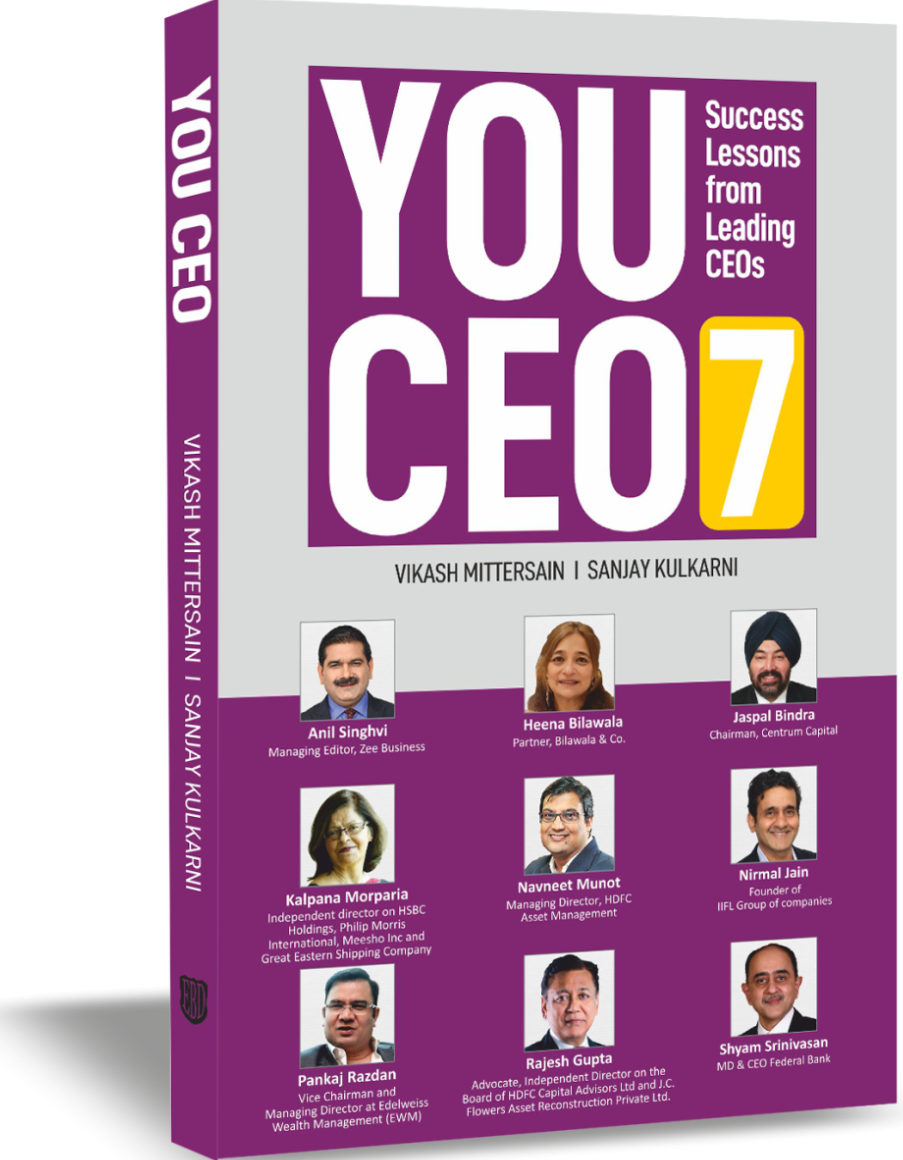 YOU CEO
VIKASH MITTERSAIN I SANJAY KULKARNI
EBD
YOU
CEO 7
Success
Lessons
from
Leading
CEOs
VIKASH MITTERSAIN I SANJAY KULKARNI
Anil Singhvi
Managing Editor, Zee Business
Heena Bilawala
Partner, Bilawala & Co.
Jaspal Bindra
Chairman, Centrum Capital
Kalpana Morparia
Independent director on HSBC
Holdings, Philip Morris
International, Meesho Inc and
Great Eastern Shipping Company
Navneet Munot
Managing Director, HDFC
Asset Management
Nirmal Jain
Founder of
IIFL Group of companies
Pankaj Razdan
Vice Chairman and
Managing Director at Edelweiss
Wealth Management (EWM)
Rajesh Gupta
Advocate, Independent Director on the
Board of HDFC Capital Advisors Ltd and J.C.
Flowers Asset Reconstruction Private Ltd.
Shyam Srinivasan
MD & CEO Federal Bank